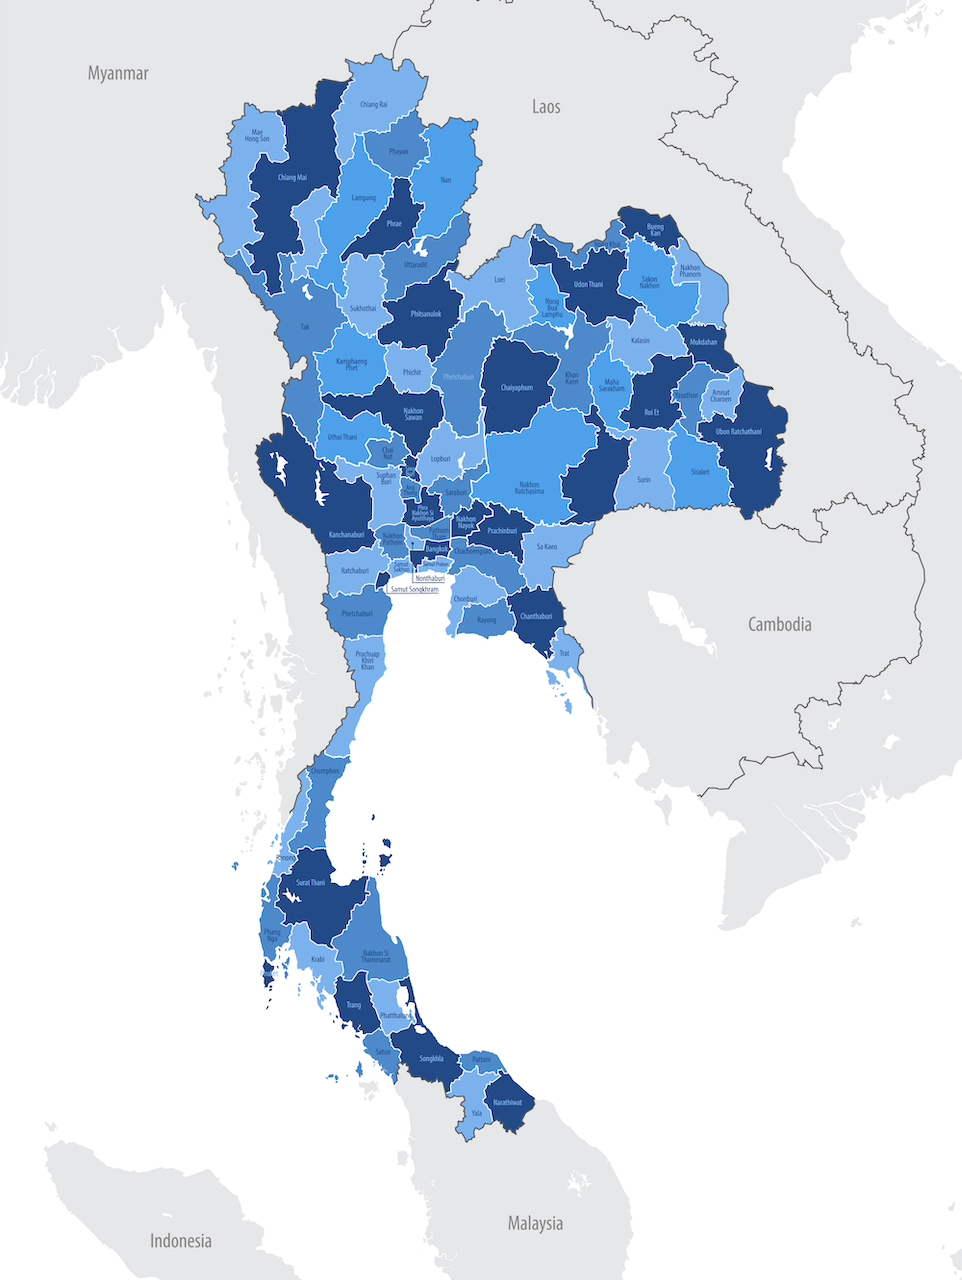 Myanmar
Laos
Chiang Rai
Mae
Hong Son
Phayao
Chiang Mai
Nan
Lampang
Phrae
Bueng
Kan
Uttaradit
Nakhon
Phanom
Loei
Udon Thani
Sakon
Nakhon
Sukhothai
Nong
Bua
Lamphu
Phitsanulok
Tak
Kalasin
Mukdahan
Kamphaeng
Phet
Phichit
Phetchabun
Khon
Kaen
Chaiyaphum
Maha
Sarakham
Amnat
Charoen
Nakhon
Sawan
Roi Et
Ubon Ratchathani
Uthai Thani
Chai
Nat
Lopburi
Sisaket
Suphan
Buri
Surin
Nakhon
Ratchasima
Saraburi
Phra
Nakhon Si
Ayutthaya
Nakhon
Nayok
Prachinburi
Kanchanaburi
Nakhon
Pathom
Pathum
Thani
Bangkok
Chachoengsao
Sa Kaeo
Ratchaburi
Samut
Sakhon
Samut Prakan
Nonthaburi
Samut Songkhram
Chonburi
Phetchaburi
Rayong
Chanthaburi
Cambodia
Trat
Prachuap
Khiri
Khan
Chumphon
Ranong
Surat Thani
Phang
Nga
Krabi
Nakhon Si
Thammarat
Trang
Phatthalung
Satun
Songkhla
Pattani
Yala
Narathiwat
Malaysia
Indonesia